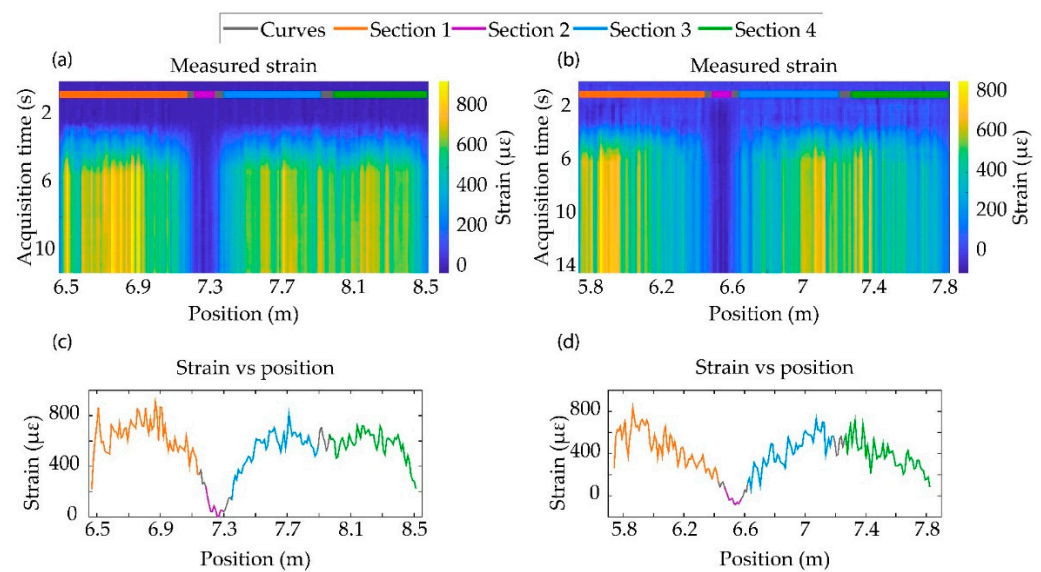 Curves Section 1 Section 2 Section 3 Section 4
(a)
Measured strain
Acquisition time (s)
2
6
10
6.5 6.9 7.3 7.7 8.1 8.5
Position (m)
800
600
400
200
0
Strain (με)
(b)
Measured strain
Acquisition time (s)
2
6
10
14
5.8 6.2 6.6 7 7.4 7.8
Position (m)
800
600
400
200
0
Strain (με)
(c)
Strain vs position
Strain (με)
800
400
0
6.5 6.9 7.3 7.7 8.1 8.5
Position (m)
(d)
Strain vs position
Strain (με)
800
400
0
5.8 6.2 6.6 7 7.4 7.8
Position (m)